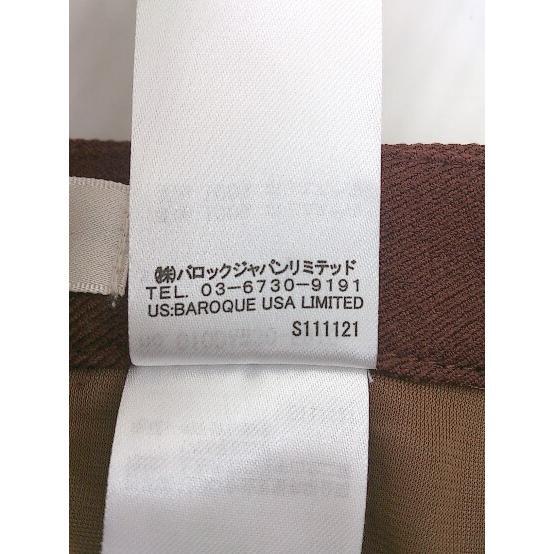 ㈱バロックジャパンリミテッド
TEL. 03-6730-9191
US:BAROQUE USA LIMITED
S111121